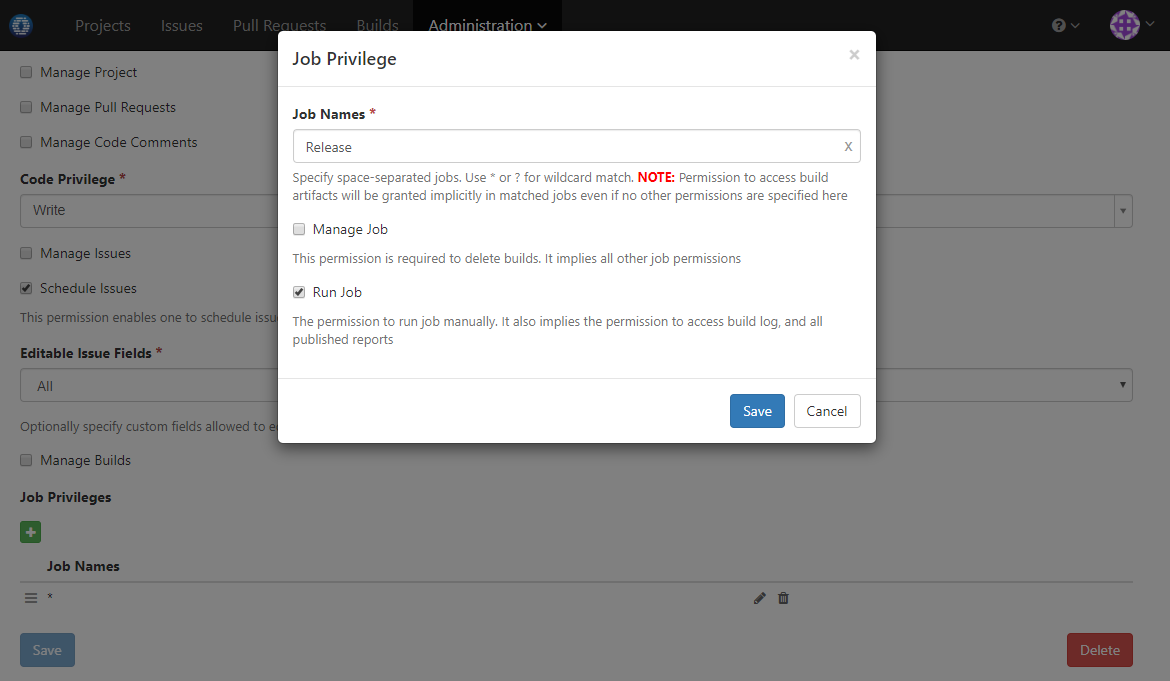 Projects Issues Pull Requests Builds Administration
Manage Project
Manage Pull Requests
Manage Code Comments
Code Privilege *
Write
Manage Issues
Schedule Issues
This permission enables one to schedule issu
Editable Issue Fields *
All
Optionally specify custom fields allowed to e
Manage Builds
Job Privileges
Job Names
*
Save
Delete
Job Privilege
×
Job Names *
Release x
Specify space-separated jobs. Use * or ? for wildcard match. NOTE: Permission to access build
artifacts will be granted implicitly in matched jobs even if no other permissions are specified here
Manage Job
This permission is required to delete builds. It implies all other job permissions
Run Job
The permission to run job manually. It also implies the permission to access build log, and all
published reports
Save Cancel